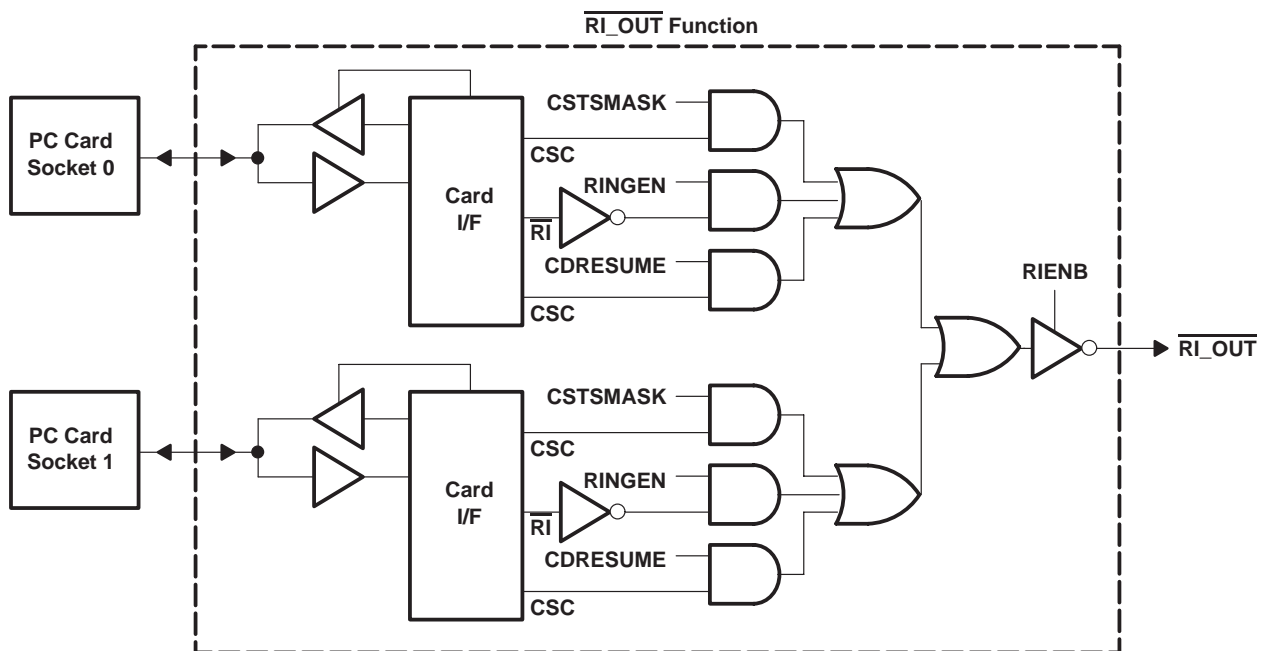 RI_OUT Function
PC Card
Socket 0
Card
I/F
CSTSMASK
CSC
RINGEN
RI
CDRESUME
CSC
RIENB
RI_OUT
PC Card
Socket 1
Card
I/F
CSTSMASK
CSC
RINGEN
RI
CDRESUME
CSC